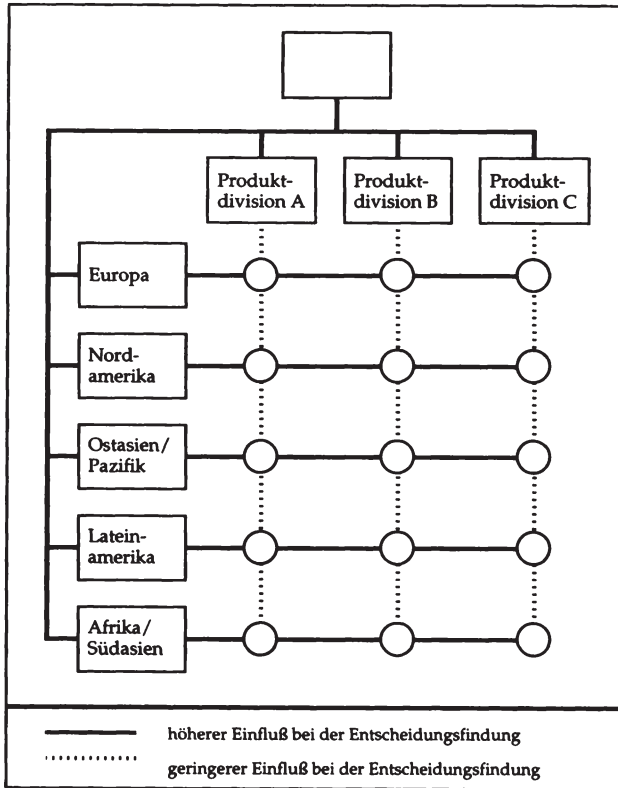 Produkt-
division A
Produkt-
division B
Produkt-
division C
Europa
Nord-
amerika
Ostasien/
Pazifik
Latein-
amerika
Afrika/
Südasien
höherer Einfluß bei der Entscheidungsfindung
geringerer Einfluß bei der Entscheidungsfindung